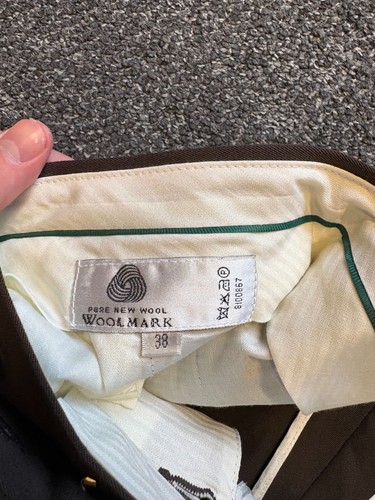 PURE NEW WOOL
WOOLMARK
38
P
8100867